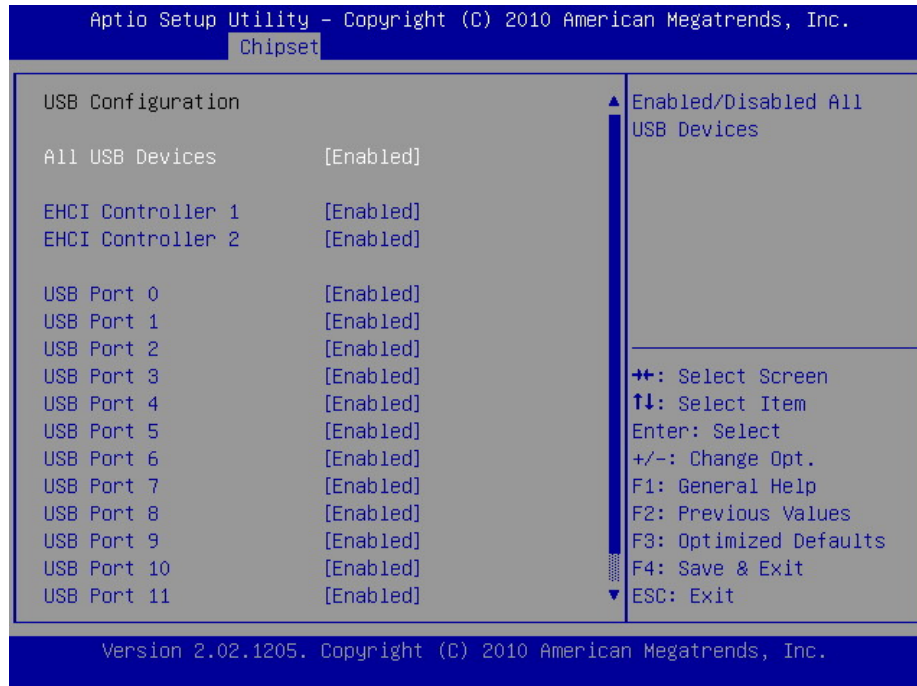 Aptio Setup Utility – Copyright (C) 2010 American Megatrends, Inc.
Chipset
USB Configuration
All USB Devices [Enabled]
EHCI Controller 1 [Enabled]
EHCI Controller 2 [Enabled]
USB Port 0 [Enabled]
USB Port 1 [Enabled]
USB Port 2 [Enabled]
USB Port 3 [Enabled]
USB Port 4 [Enabled]
USB Port 5 [Enabled]
USB Port 6 [Enabled]
USB Port 7 [Enabled]
USB Port 8 [Enabled]
USB Port 9 [Enabled]
USB Port 10 [Enabled]
USB Port 11 [Enabled]
Enabled/Disabled All
USB Devices
→←: Select Screen
↑↓: Select Item
Enter: Select
+/-: Change Opt.
F1: General Help
F2: Previous Values
F3: Optimized Defaults
F4: Save & Exit
ESC: Exit
Version 2.02.1205. Copyright (C) 2010 American Megatrends, Inc.